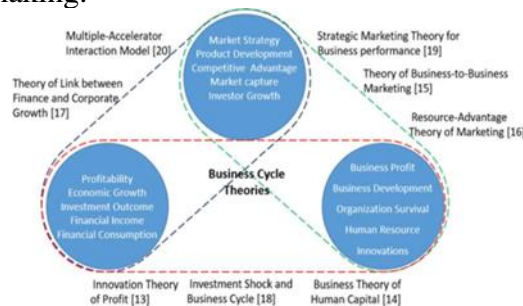 making.
Multiple-Accelerator
Interaction Model [20]
Market Strategy
Product Development
Competitive Advantage
Market capture
Investor Growth
Strategic Marketing Theory for
Business performance [19]
Theory of Link between
Finance and Corporate
Growth [17]
Theory of Business-to-Business
Marketing [15]
Resource-Advantage
Theory of Marketing [16]
Profitability
Economic Growth
Investment Outcome
Financial Income
Financial Consumption
Business Cycle
Theories
Business Profit
Business Development
Organization Survival
Human Resource
Innovations
Innovation Theory
of Profit [13]
Investment Shock and
Business Cycle [18]
Business Theory of
Human Capital [14]